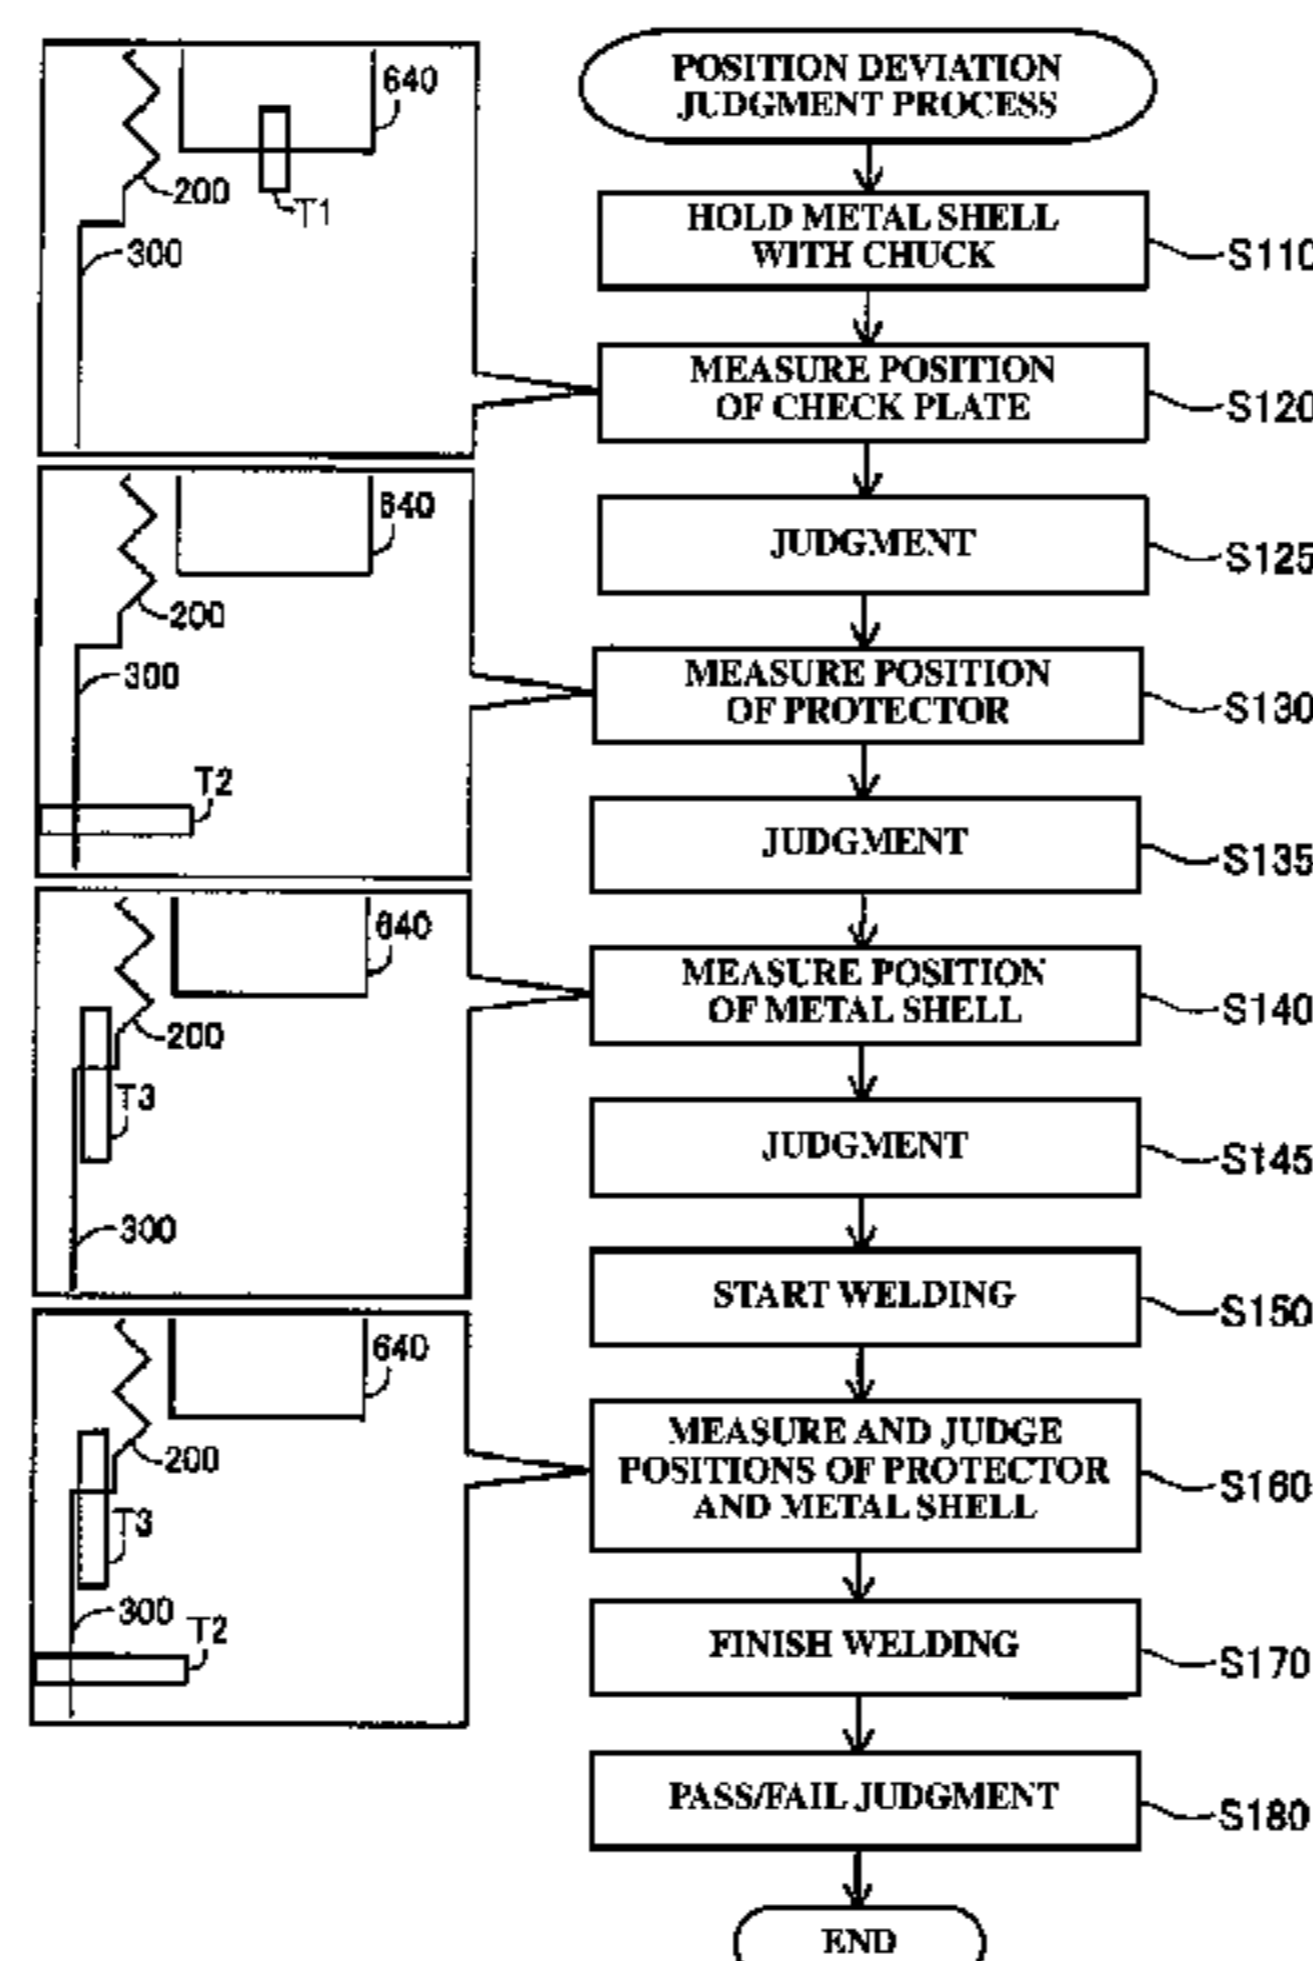 POSITION DEVIATION
JUDGMENT PROCESS
HOLD METAL SHELL
WITH CHUCK
S110
640
200
T1
300
MEASURE POSITION
OF CHECK PLATE
S120
JUDGMENT
S125
640
200
300
T2
MEASURE POSITION
OF PROTECTOR
S130
JUDGMENT
S135
640
200
T3
300
MEASURE POSITION
OF METAL SHELL
S140
JUDGMENT
S145
START WELDING
S150
640
200
T3
300
T2
MEASURE AND JUDGE
POSITIONS OF PROTECTOR
AND METAL SHELL
S160
FINISH WELDING
S170
PASS/FAIL JUDGMENT
S180
END